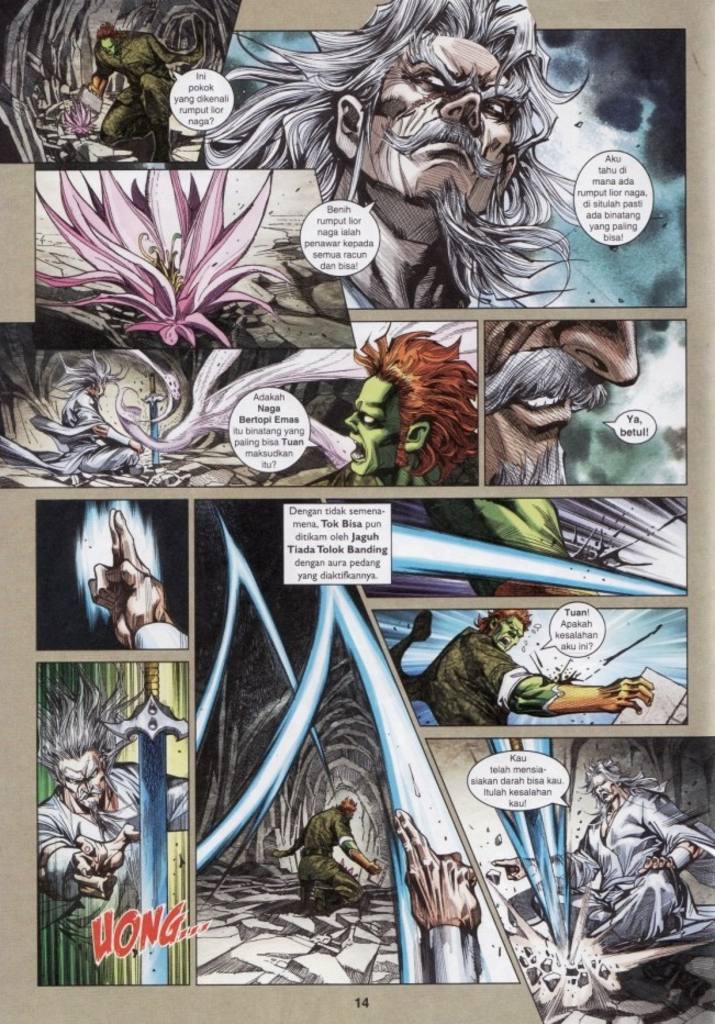 Ini
pokok
yang dikenali
rumput lior
naga?
Aku
tahu di
mana ada
rumput lior naga,
di situlah pasti
ada binatang
yang paling
bisa!
Benih
rumput lior
naga ialah
penawar kepada
semua racun
dan bisa!
Adakah
Naga
Bertopi Emas
itu binatang yang
paling bisa Tuan
maksudkan
itu?
Ya,
betul!
Dengan tidak semena-
mena, Tok Bisa pun
ditikam oleh Jaguh
Tiada Tolok Banding
dengan aura pedang
yang diaktifkannya.
Tuan!
Apakah
kesalahan
aku ini?
Kau
telah mensia-
siakan darah bisa kau.
Itulah kesalahan
kau!
UONG...
14